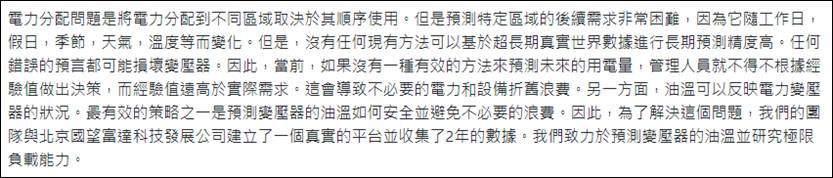 電力分配問題是將電力分配到不同區域取決於其順序使用。但是預測特定區域的後續需求非常困難，因為它隨工作日，
假日，季節，天氣，溫度等而變化。但是，沒有任何現有方法可以基於超長期真實世界數據進行長期預測精度高。任何
錯誤的預言都可能損壞變壓器。因此，當前，如果沒有一種有效的方法來預測未來的用電量，管理人員就不得不根據經
驗值做出決策，而經驗值遠高於實際需求。這會導致不必要的電力和設備折舊浪費。另一方面，油溫可以反映電力變壓
器的狀況。最有效的策略之一是預測變壓器的油溫如何安全並避免不必要的浪費。因此，為了解決這個問題，我們的團
隊與北京國望富達科技發展公司建立了一個真實的平台並收集了2年的數據。我們致力於預測變壓器的油溫並研究極限
負載能力。